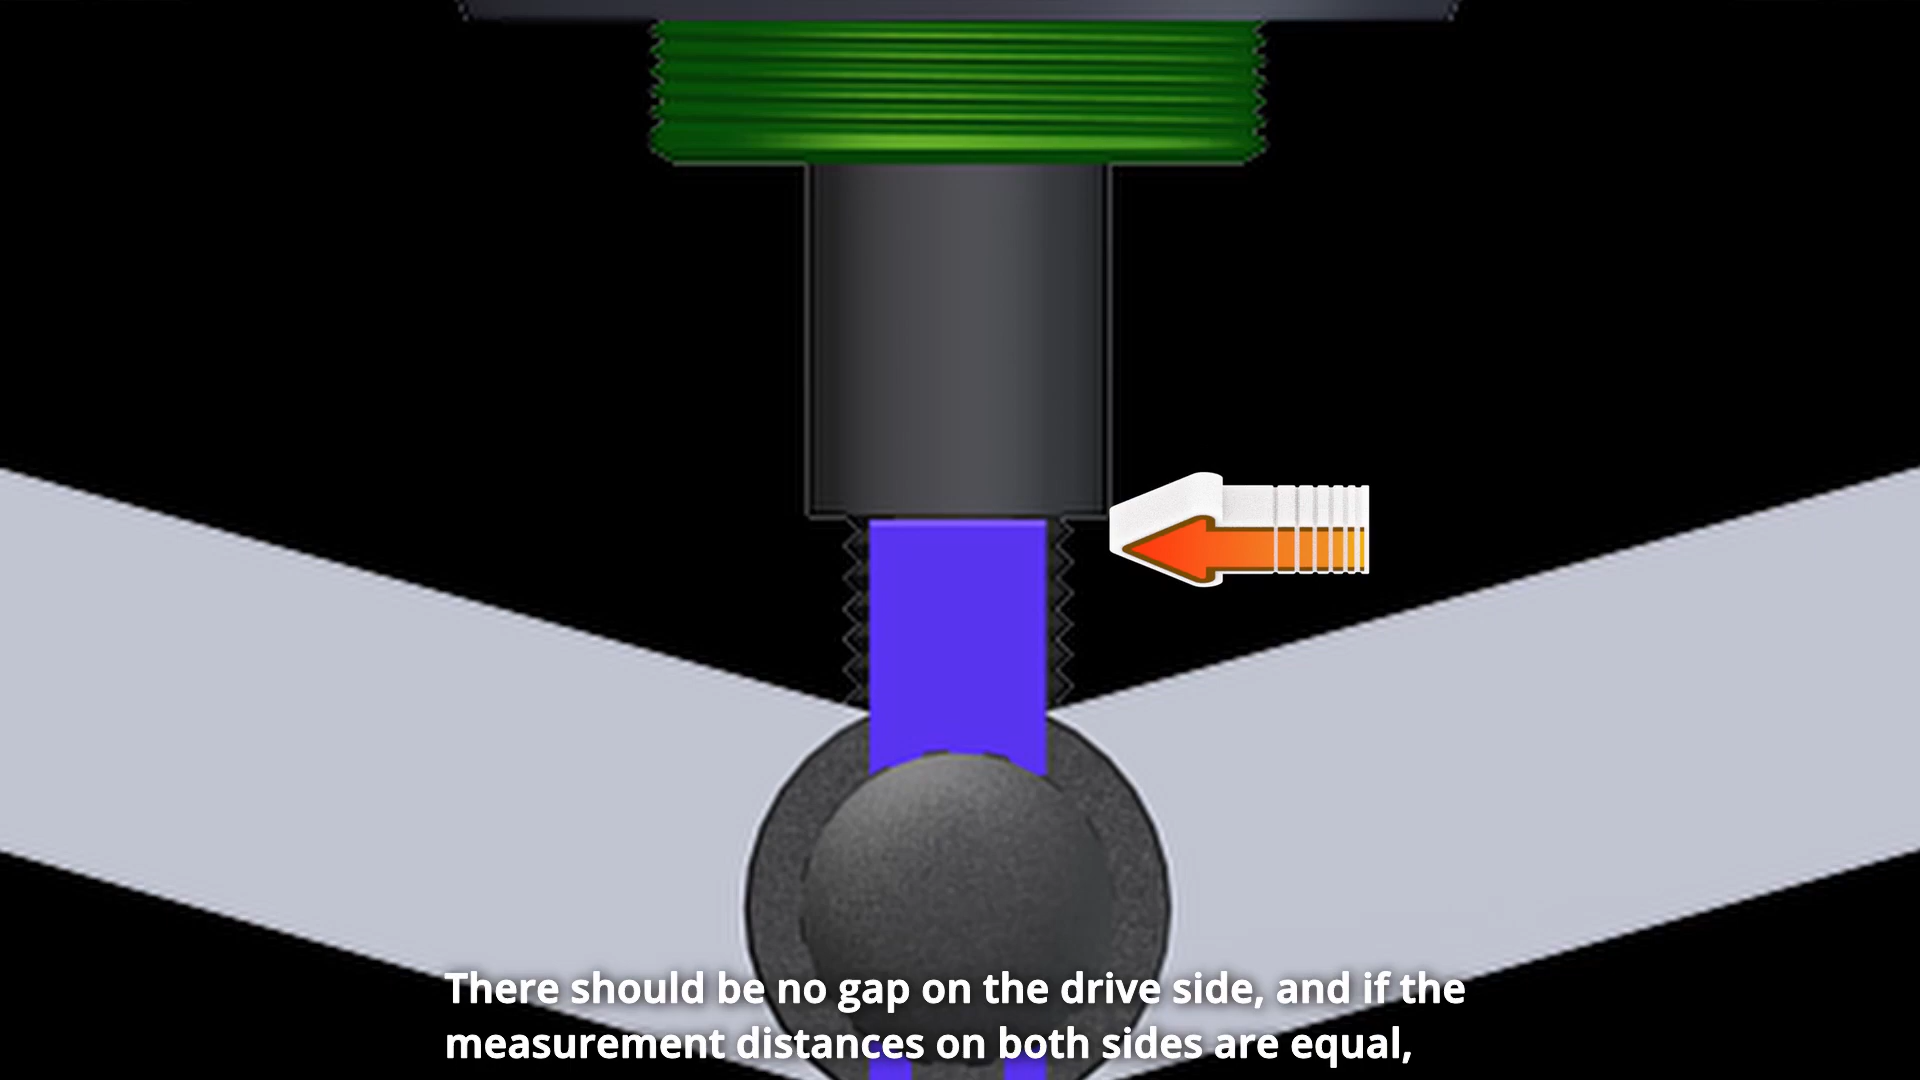 There should be no gap on the drive side, and if the
measurement distances on both sides are equal,